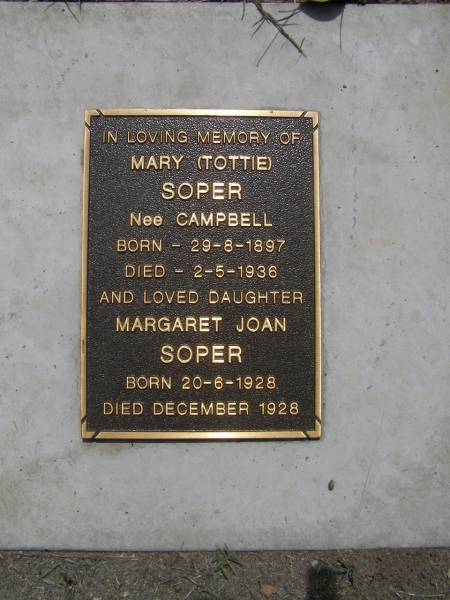 IN LOVING MEMORY OF
MARY (TOTTIE)
SOPER
Nee CAMPBELL
BORN - 29-8-1897
DIED - 2-5-1936
AND LOVED DAUGHTER
MARGARET JOAN
SOPER
BORN 20-6-1928
DIED DECEMBER 1928